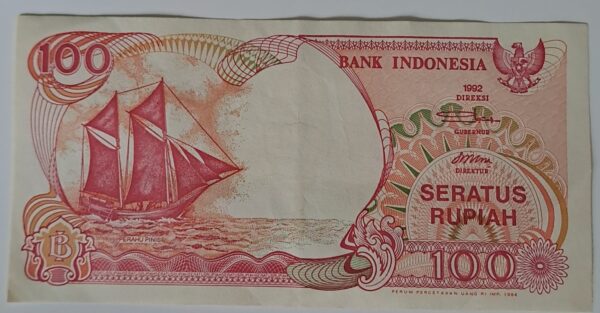 100
BANK INDONESIA
1992
DIREKSI
GUBERNUR
DIREKTUR
SERATUS
RUPIAH
PERAHU PINISI
B
100
PERUM PERCETAKAN UANG RI IMP. 1994